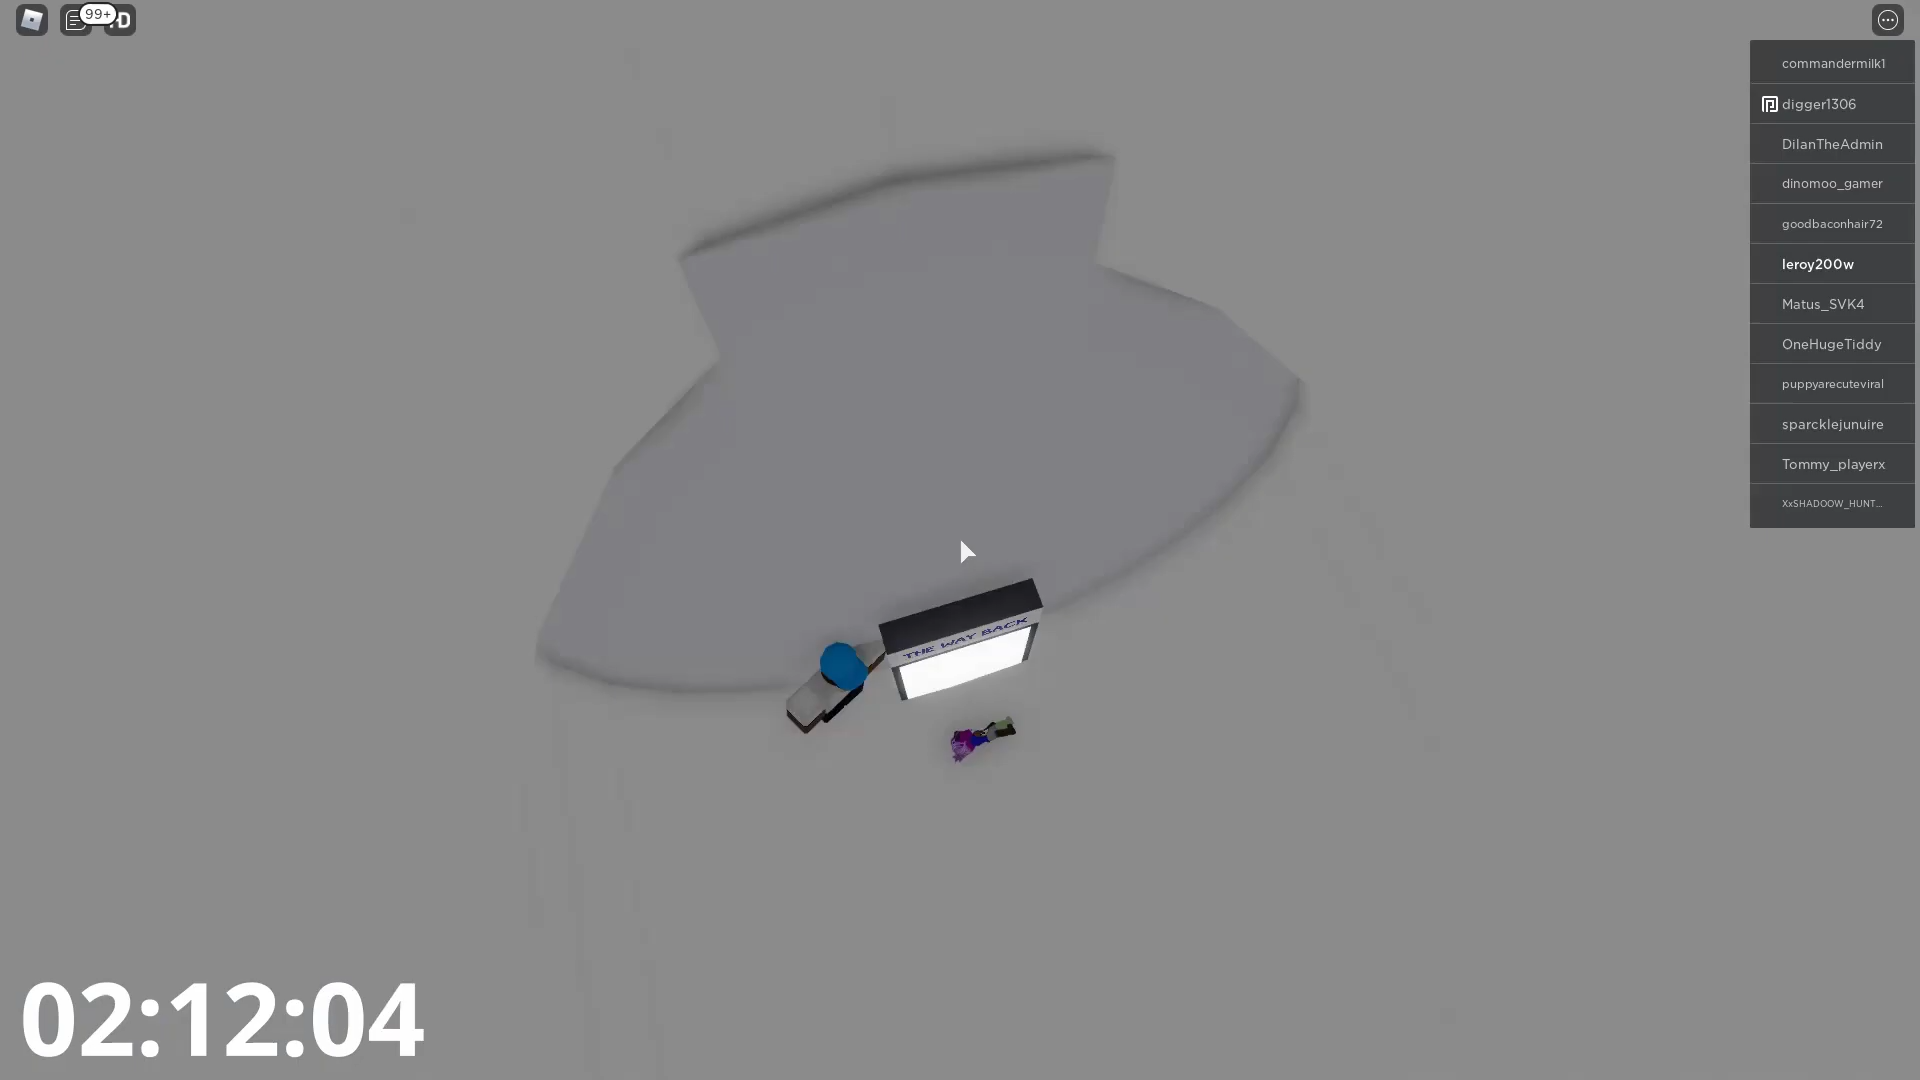 99+
commandermilk1
digger1306
DilanTheAdmin
dinomoo_gamer
goodbaconhair72
leroy200w
Matus_SVK4
OneHugeTiddy
puppyarecuteviral
sparcklejunuire
Tommy_playerx
XxSHADOOW_HUNT...
THE WAY BACK
02:12:04